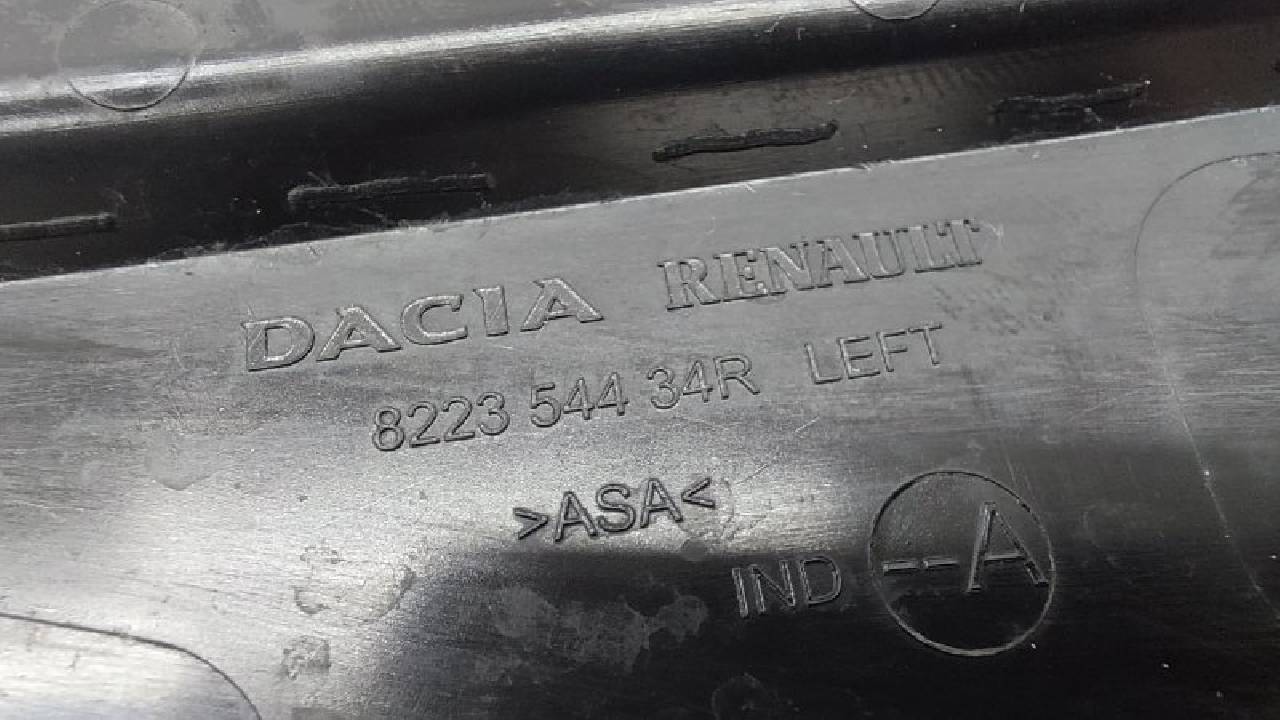 DACIA RENAULT
8223 544 34R LEFT
>ASA<
IND --A